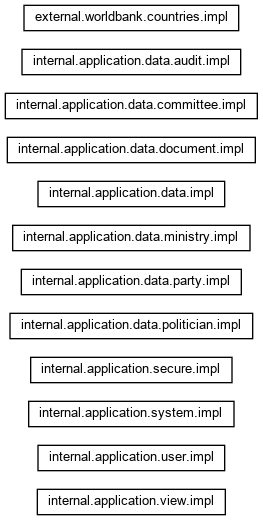 external.worldbank.countries.impl
internal.application.data.audit.impl
internal.application.data.committee.impl
internal.application.data.document.impl
internal.application.data.impl
internal.application.data.ministry.impl
internal.application.data.party.impl
internal.application.data.politician.impl
internal.application.secure.impl
internal.application.system.impl
internal.application.user.impl
internal.application.view.impl